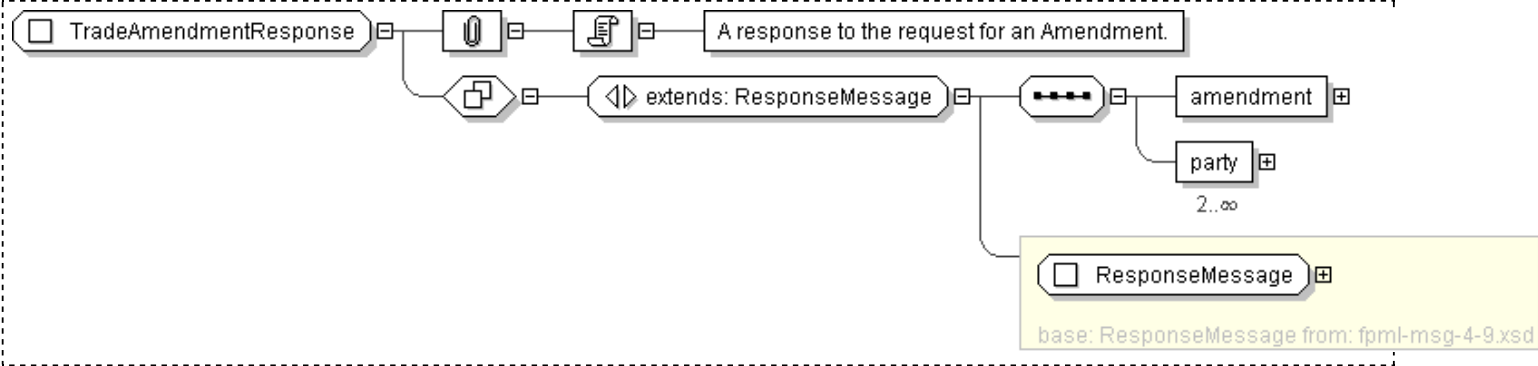 TradeAmendmentResponse
A response to the request for an Amendment.
extends: ResponseMessage
amendment
party
2..∞
ResponseMessage
base: ResponseMessage from: fpml-msg-4-9.xsd